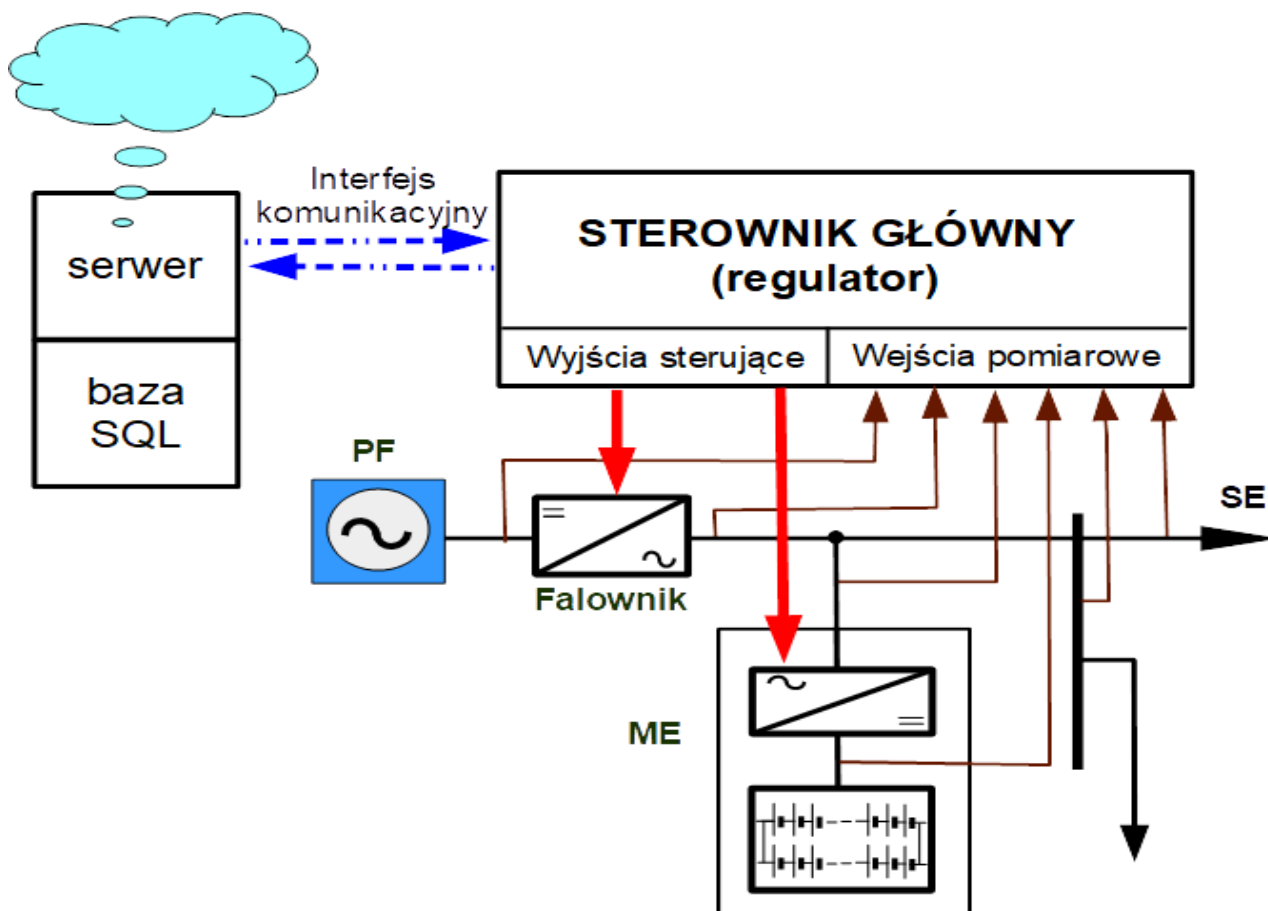 Interfejs
komunikacyjny
serwer
baza
SQL
STEROWNIK GŁÓWNY
(regulator)
Wyjścia sterujące
Wejścia pomiarowe
PF
SE
Falownik
ME